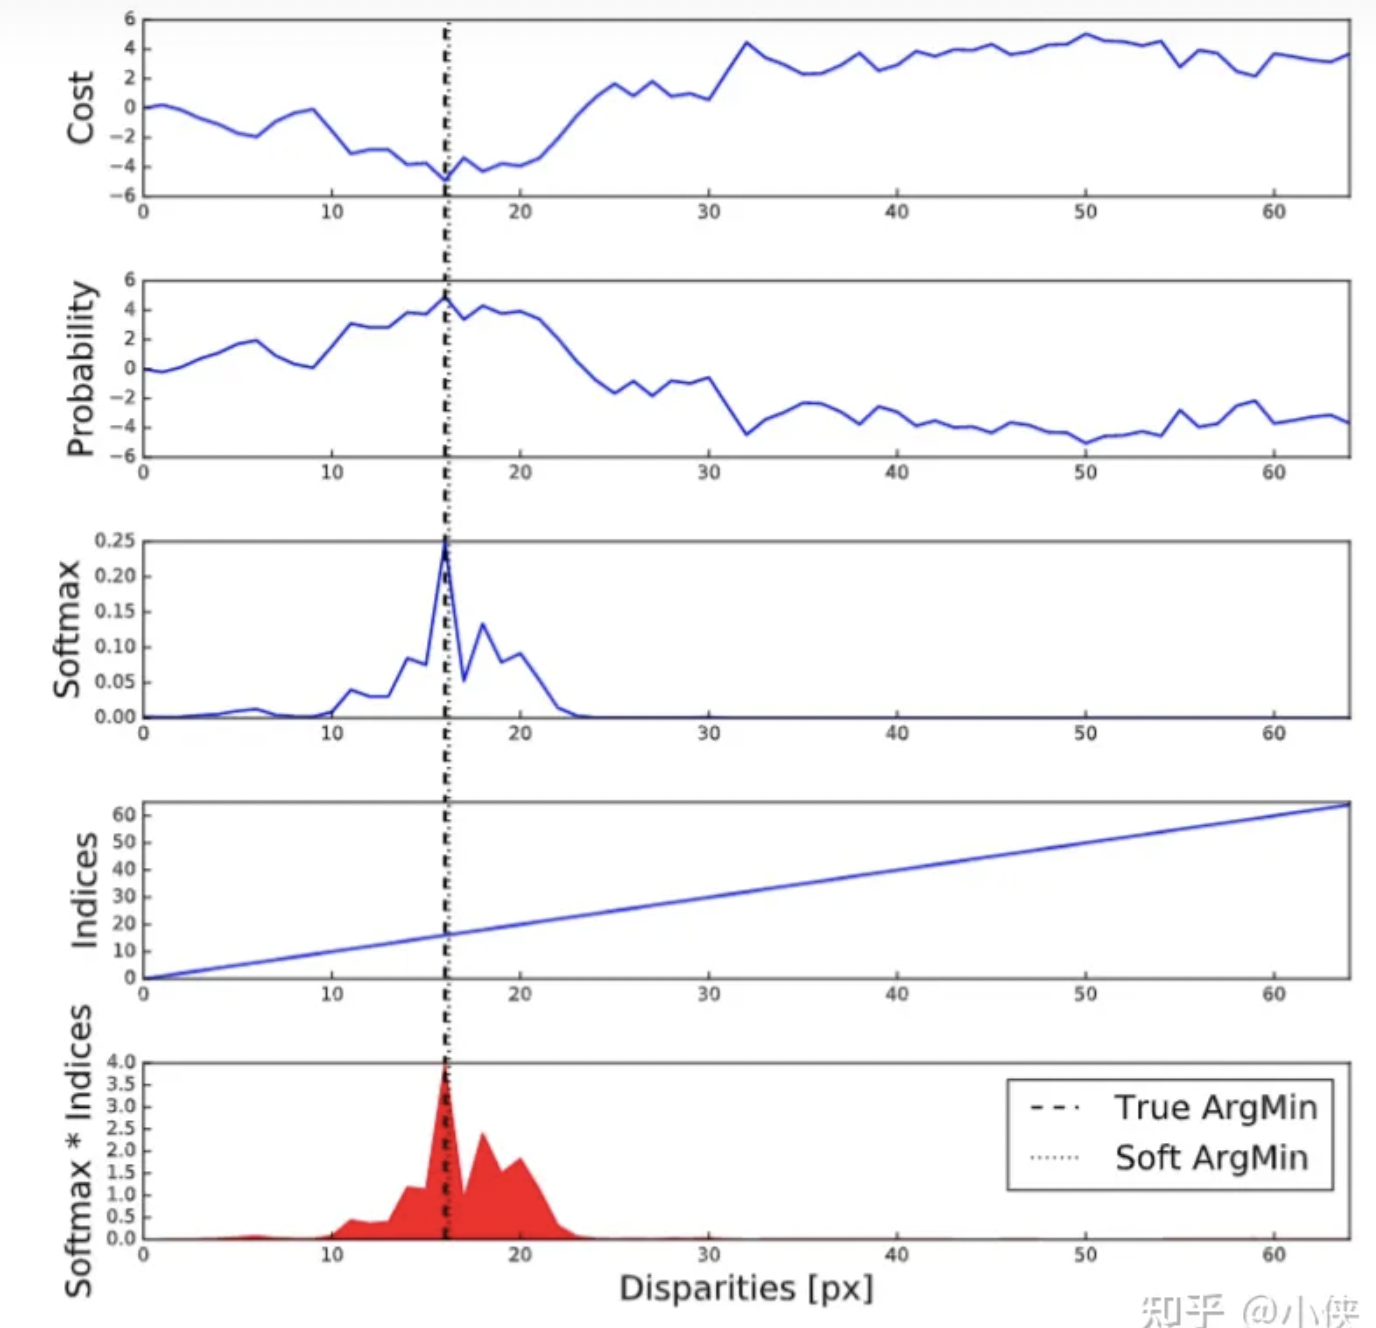 Cost
6
4
2
0
−2
−4
−6
0 10 20 30 40 50 60
Probability
6
4
2
0
−2
−4
−6
0 10 20 30 40 50 60
Softmax
0.25
0.20
0.15
0.10
0.05
0.00
0 10 20 30 40 50 60
Indices
60
50
40
30
20
10
0
0 10 20 30 40 50 60
Softmax * Indices
4.0
3.5
3.0
2.5
2.0
1.5
1.0
0.5
0.0
0 10 20 30 40 50 60
True ArgMin
Soft ArgMin
Disparities [px]
知乎 @小侠